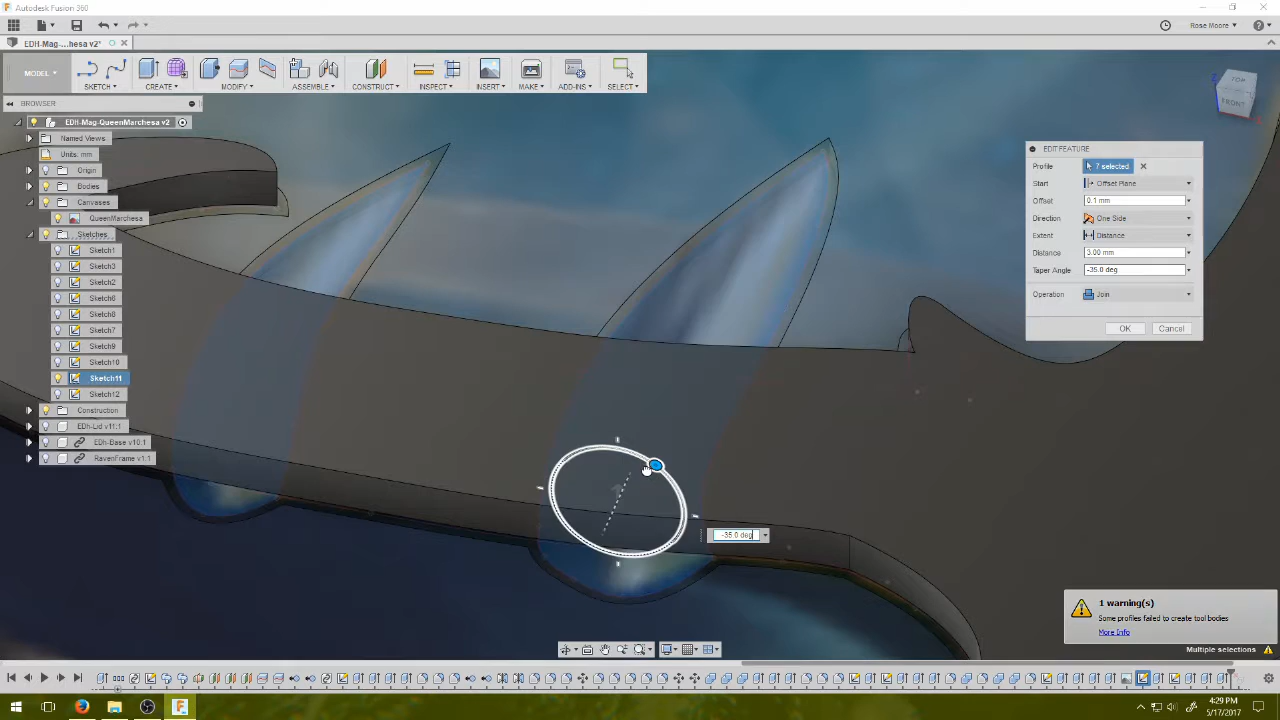 Autodesk Fusion 360
Rose Moore
EDH-Mag-...hesa v2*
MODEL
SKETCH
CREATE
MODIFY
ASSEMBLE
CONSTRUCT
INSPECT
INSERT
MAKE
ADD-INS
SELECT
TOP
FRONT
BROWSER
EDH-Mag-QueenMarchesa v2
Named Views
Units: mm
Origin
Bodies
Canvases
QueenMarchesa
Sketches
Sketch1
Sketch3
Sketch2
Sketch6
Sketch8
Sketch7
Sketch9
Sketch10
Sketch11
Sketch12
Construction
EDh-Lid v11:1
EDh-Base v10:1
RavenFrame v1:1
EDIT FEATURE
Profile 7 selected
Start Offset Plane
Offset 0.1 mm
Direction One Side
Extent Distance
Distance 3.00 mm
Taper Angle -35.0 deg
Operation Join
OK Cancel
-35.0 deg
1 warning(s)
Some profiles failed to create tool bodies
More Info
Multiple selections
4:29 PM
5/17/2017